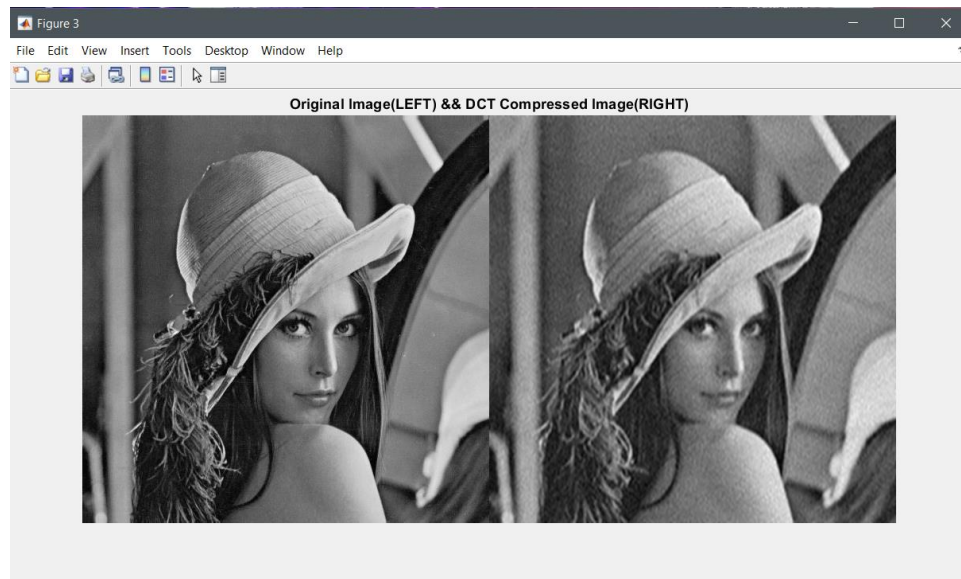 Figure 3
File Edit View Insert Tools Desktop Window Help
Original Image(LEFT) && DCT Compressed Image(RIGHT)